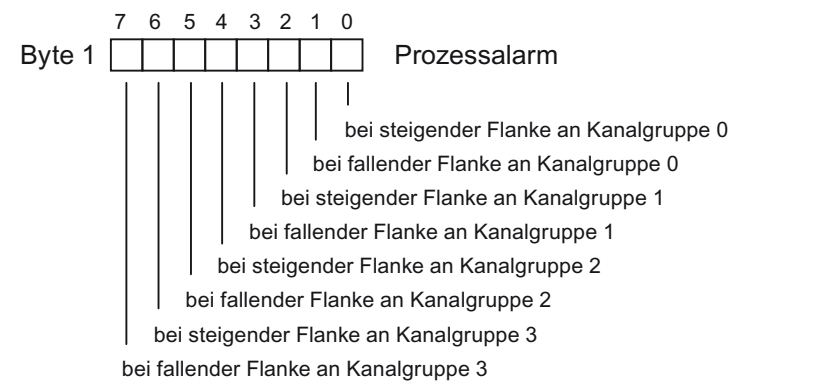 7 6 5 4 3 2 1 0
Byte 1 Prozessalarm
bei steigender Flanke an Kanalgruppe 0
bei fallender Flanke an Kanalgruppe 0
bei steigender Flanke an Kanalgruppe 1
bei fallender Flanke an Kanalgruppe 1
bei steigender Flanke an Kanalgruppe 2
bei fallender Flanke an Kanalgruppe 2
bei steigender Flanke an Kanalgruppe 3
bei fallender Flanke an Kanalgruppe 3